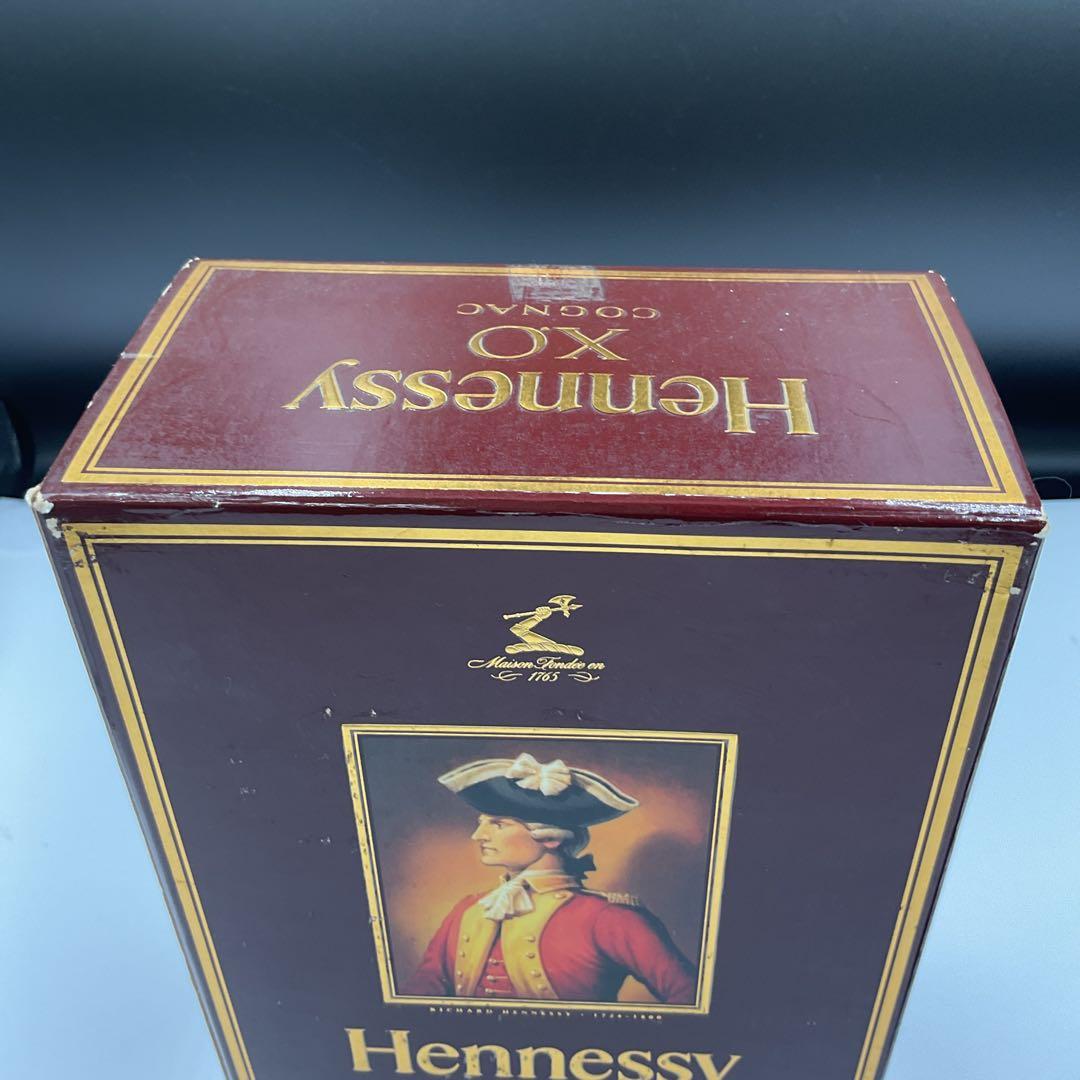 Hennessy
X.O
COGNAC
Maison Fondée en
1765
RICHARD HENNESSY · 1724-1800
Hennessy